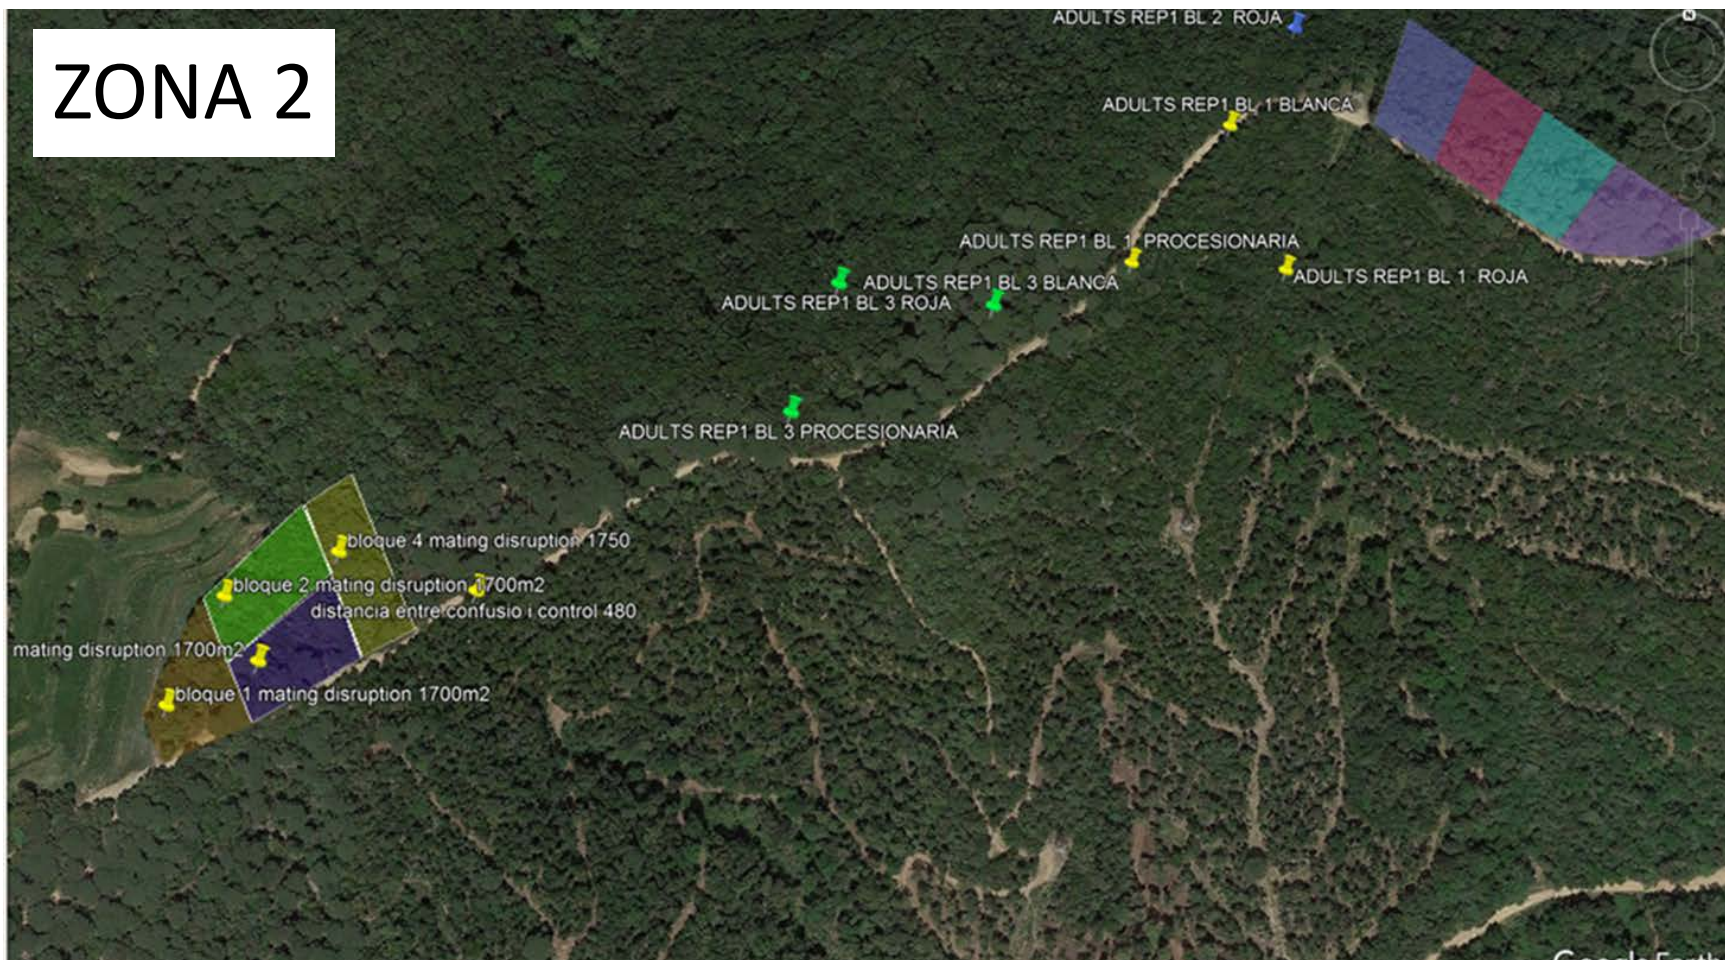 ADULTS REP1 BL 2 ROJA
ZONA 2
ADULTS REP1 BL 1 BLANCA
ADULTS REP1 BL 1 PROCESIONARIA
ADULTS REP1 BL 1 ROJA
ADULTS REP1 BL 3 BLANCA
ADULTS REP1 BL 3 ROJA
ADULTS REP1 BL 3 PROCESIONARIA
bloque 4 mating disruption 1750
bloque 2 mating disruption 1700m2
distancia entre confusio i control 480
mating disruption 1700m2
bloque 1 mating disruption 1700m2
Google Earth